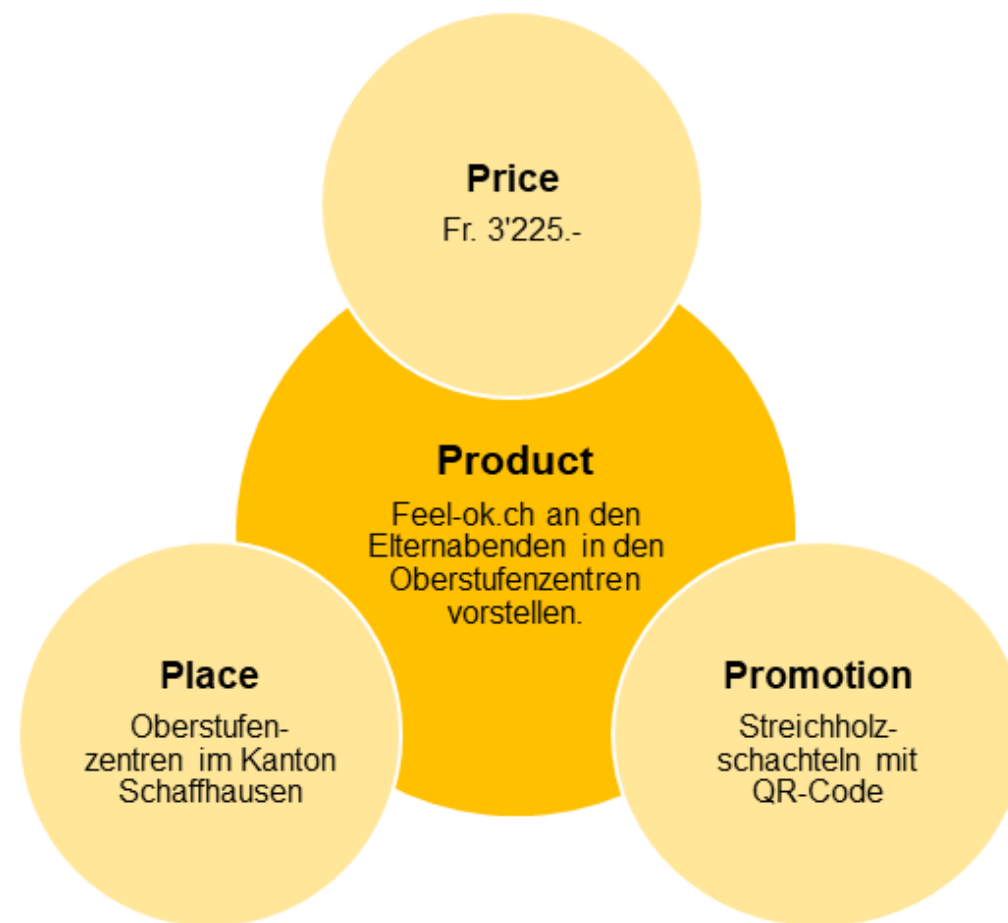 Price
Fr. 3'225.-
Product
Feel-ok.ch an den
Elternabenden in den
Oberstufenzentren
vorstellen.
Place
Oberstufen-
zentren im Kanton
Schaffhausen
Promotion
Streichholz-
schachteln mit
QR-Code